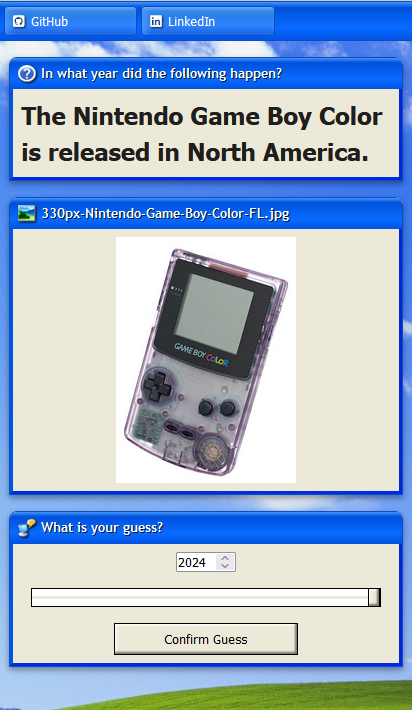 GitHub LinkedIn
In what year did the following happen?
The Nintendo Game Boy Color
is released in North America.
330px-Nintendo-Game-Boy-Color-FL.jpg
GAME BOY COLOR
What is your guess?
2024
Confirm Guess